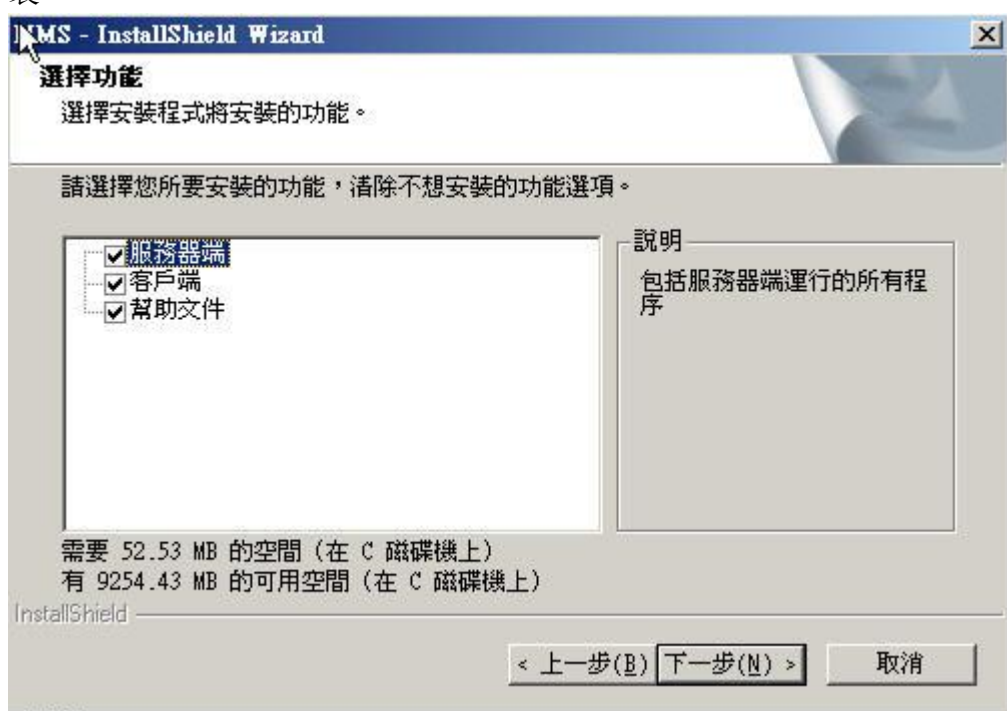 NMS - InstallShield Wizard
選擇功能
選擇安裝程式將安裝的功能。
請選擇您所要安裝的功能，清除不想安裝的功能選項。
服務器端
客戶端
幫助文件
說明
包括服務器端運行的所有程
序
需要 52.53 MB 的空間 (在 C 磁碟機上)
有 9254.43 MB 的可用空間 (在 C 磁碟機上)
InstallShield
< 上一步(B) 下一步(N) > 取消